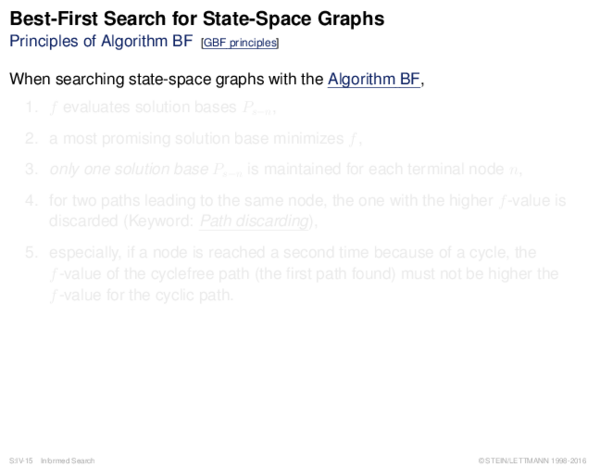 Best-First Search for State-Space Graphs
Principles of Algorithm BF [GBF principles]
When searching state-space graphs with the Algorithm BF,
1. f evaluates solution bases Pₛ₋ₙ,
2. a most promising solution base minimizes f,
3. only one solution base Pₛ₋ₙ is maintained for each terminal node n,
4. for two paths leading to the same node, the one with the higher f-value is
discarded (Keyword: Path discarding),
5. especially, if a node is reached a second time because of a cycle, the
f-value of the cyclefree path (the first path found) must not be higher the
f-value for the cyclic path.
S:IV-15 Informed Search
©STEIN/LETTMANN 1998-2016